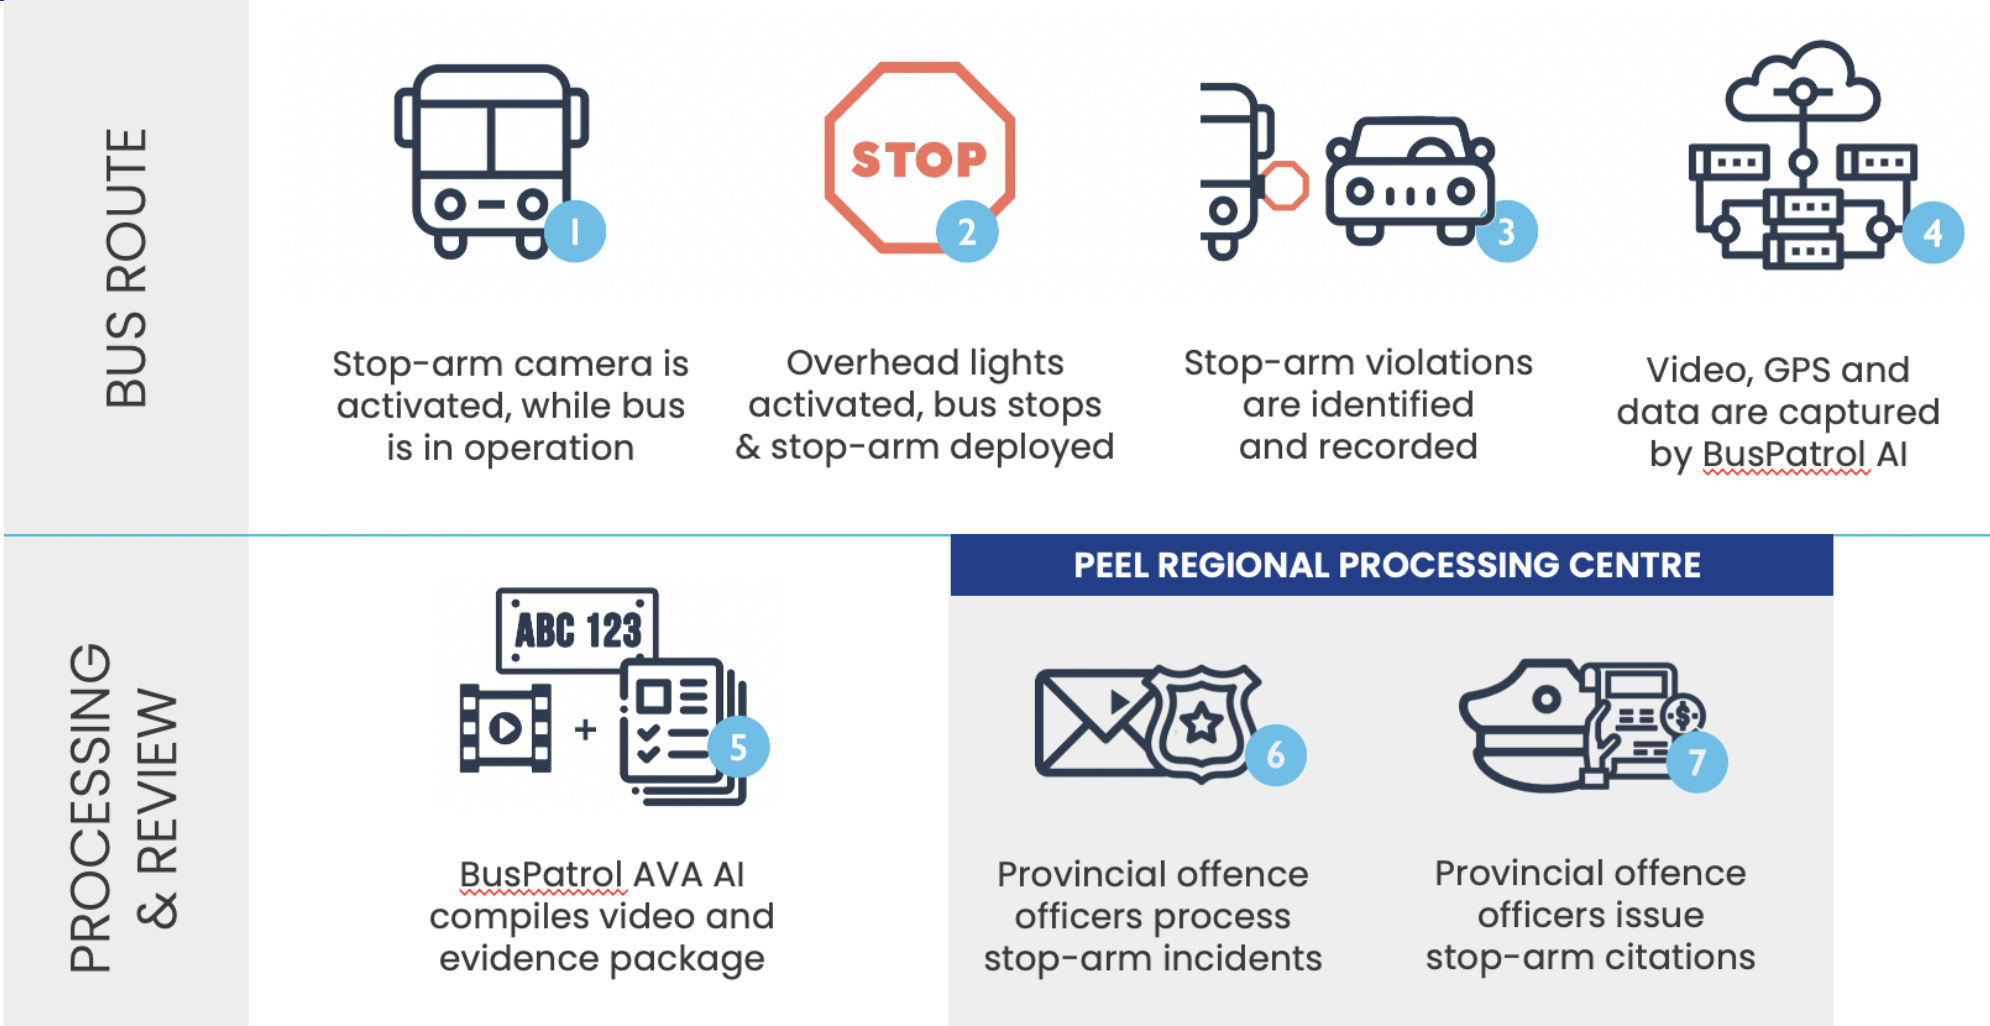 BUS ROUTE
STOP
1
2
3
4
Stop-arm camera is
activated, while bus
is in operation
Overhead lights
activated, bus stops
& stop-arm deployed
Stop-arm violations
are identified
and recorded
Video, GPS and
data are captured
by BusPatrol AI
PROCESSING
& REVIEW
PEEL REGIONAL PROCESSING CENTRE
ABC 123
+
5
$
6
7
BusPatrol AVA AI
compiles video and
evidence package
Provincial offence
officers process
stop-arm incidents
Provincial offence
officers issue
stop-arm citations